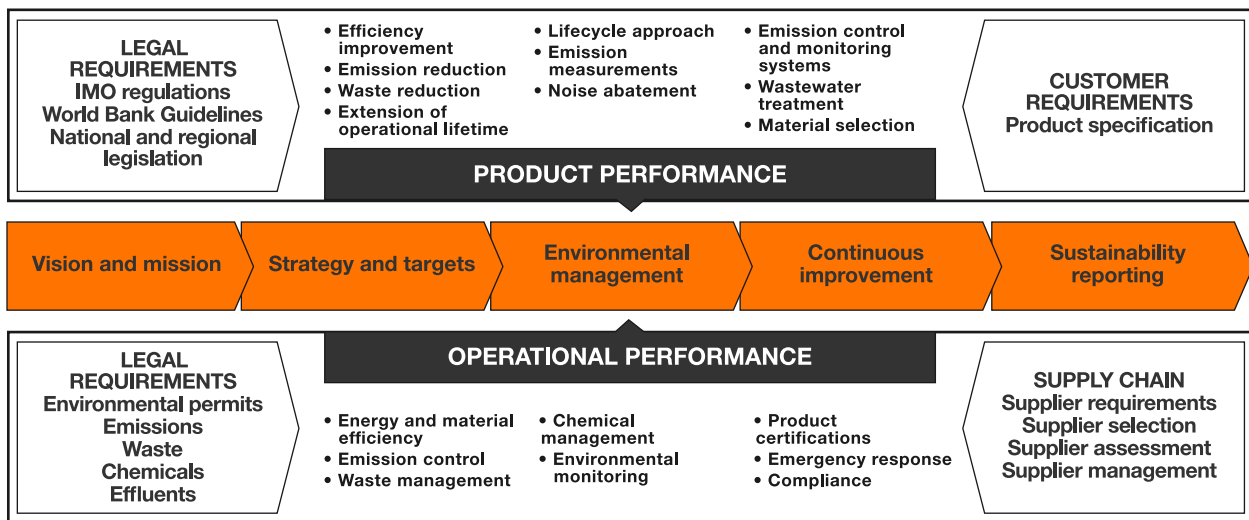 LEGAL
REQUIREMENTS
IMO regulations
World Bank Guidelines
National and regional
legislation
• Efficiency
improvement
• Emission reduction
• Waste reduction
• Extension of
operational lifetime
• Lifecycle approach
• Emission
measurements
• Noise abatement
• Emission control
and monitoring
systems
• Wastewater
treatment
• Material selection
CUSTOMER
REQUIREMENTS
Product specification
PRODUCT PERFORMANCE
Vision and mission
Strategy and targets
Environmental
management
Continuous
improvement
Sustainability
reporting
OPERATIONAL PERFORMANCE
LEGAL
REQUIREMENTS
Environmental permits
Emissions
Waste
Chemicals
Effluents
• Energy and material
efficiency
• Emission control
• Waste management
• Chemical
management
• Environmental
monitoring
• Product
certifications
• Emergency response
• Compliance
SUPPLY CHAIN
Supplier requirements
Supplier selection
Supplier assessment
Supplier management